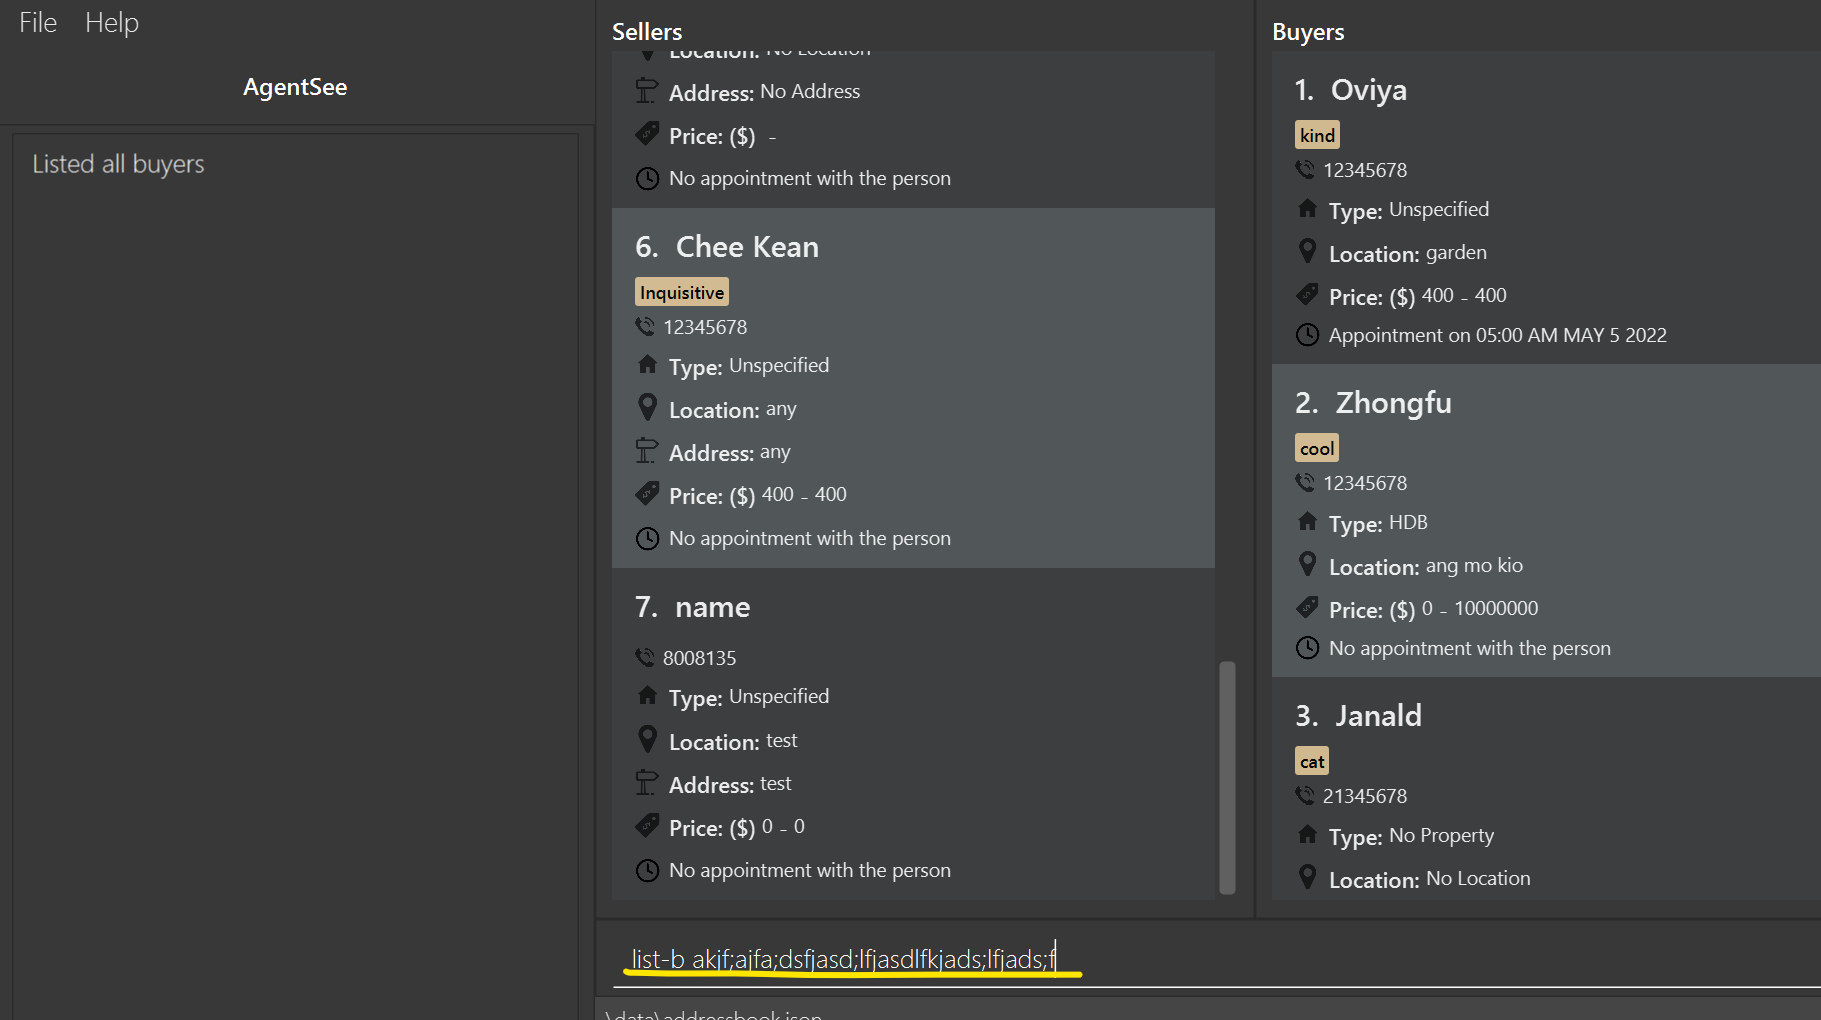 File Help
AgentSee
Listed all buyers
Sellers
Location: No Location
Address: No Address
Price: ($) -
No appointment with the person
6. Chee Kean
Inquisitive
12345678
Type: Unspecified
Location: any
Address: any
Price: ($) 400 - 400
No appointment with the person
7. name
8008135
Type: Unspecified
Location: test
Address: test
Price: ($) 0 - 0
No appointment with the person
Buyers
1. Oviya
kind
12345678
Type: Unspecified
Location: garden
Price: ($) 400 - 400
Appointment on 05:00 AM MAY 5 2022
2. Zhongfu
cool
12345678
Type: HDB
Location: ang mo kio
Price: ($) 0 - 10000000
No appointment with the person
3. Janald
cat
21345678
Type: No Property
Location: No Location
list-b akjf;ajfa;dsfjasd;lfjasdlfkjads;lfjads;f
\data\addressbook.json